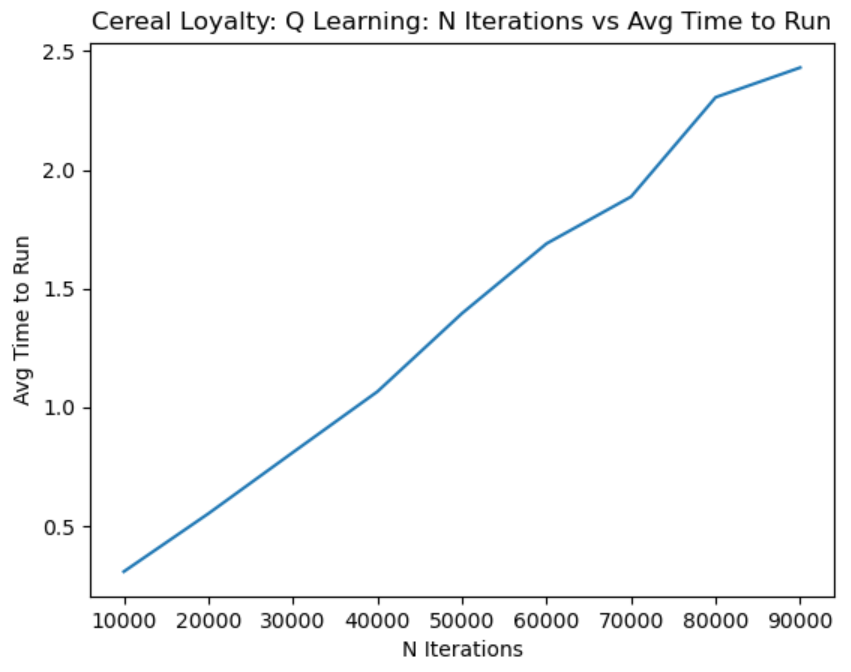 Cereal Loyalty: Q Learning: N Iterations vs Avg Time to Run
2.5
2.0
1.5
1.0
0.5
Avg Time to Run
10000 20000 30000 40000 50000 60000 70000 80000 90000
N Iterations